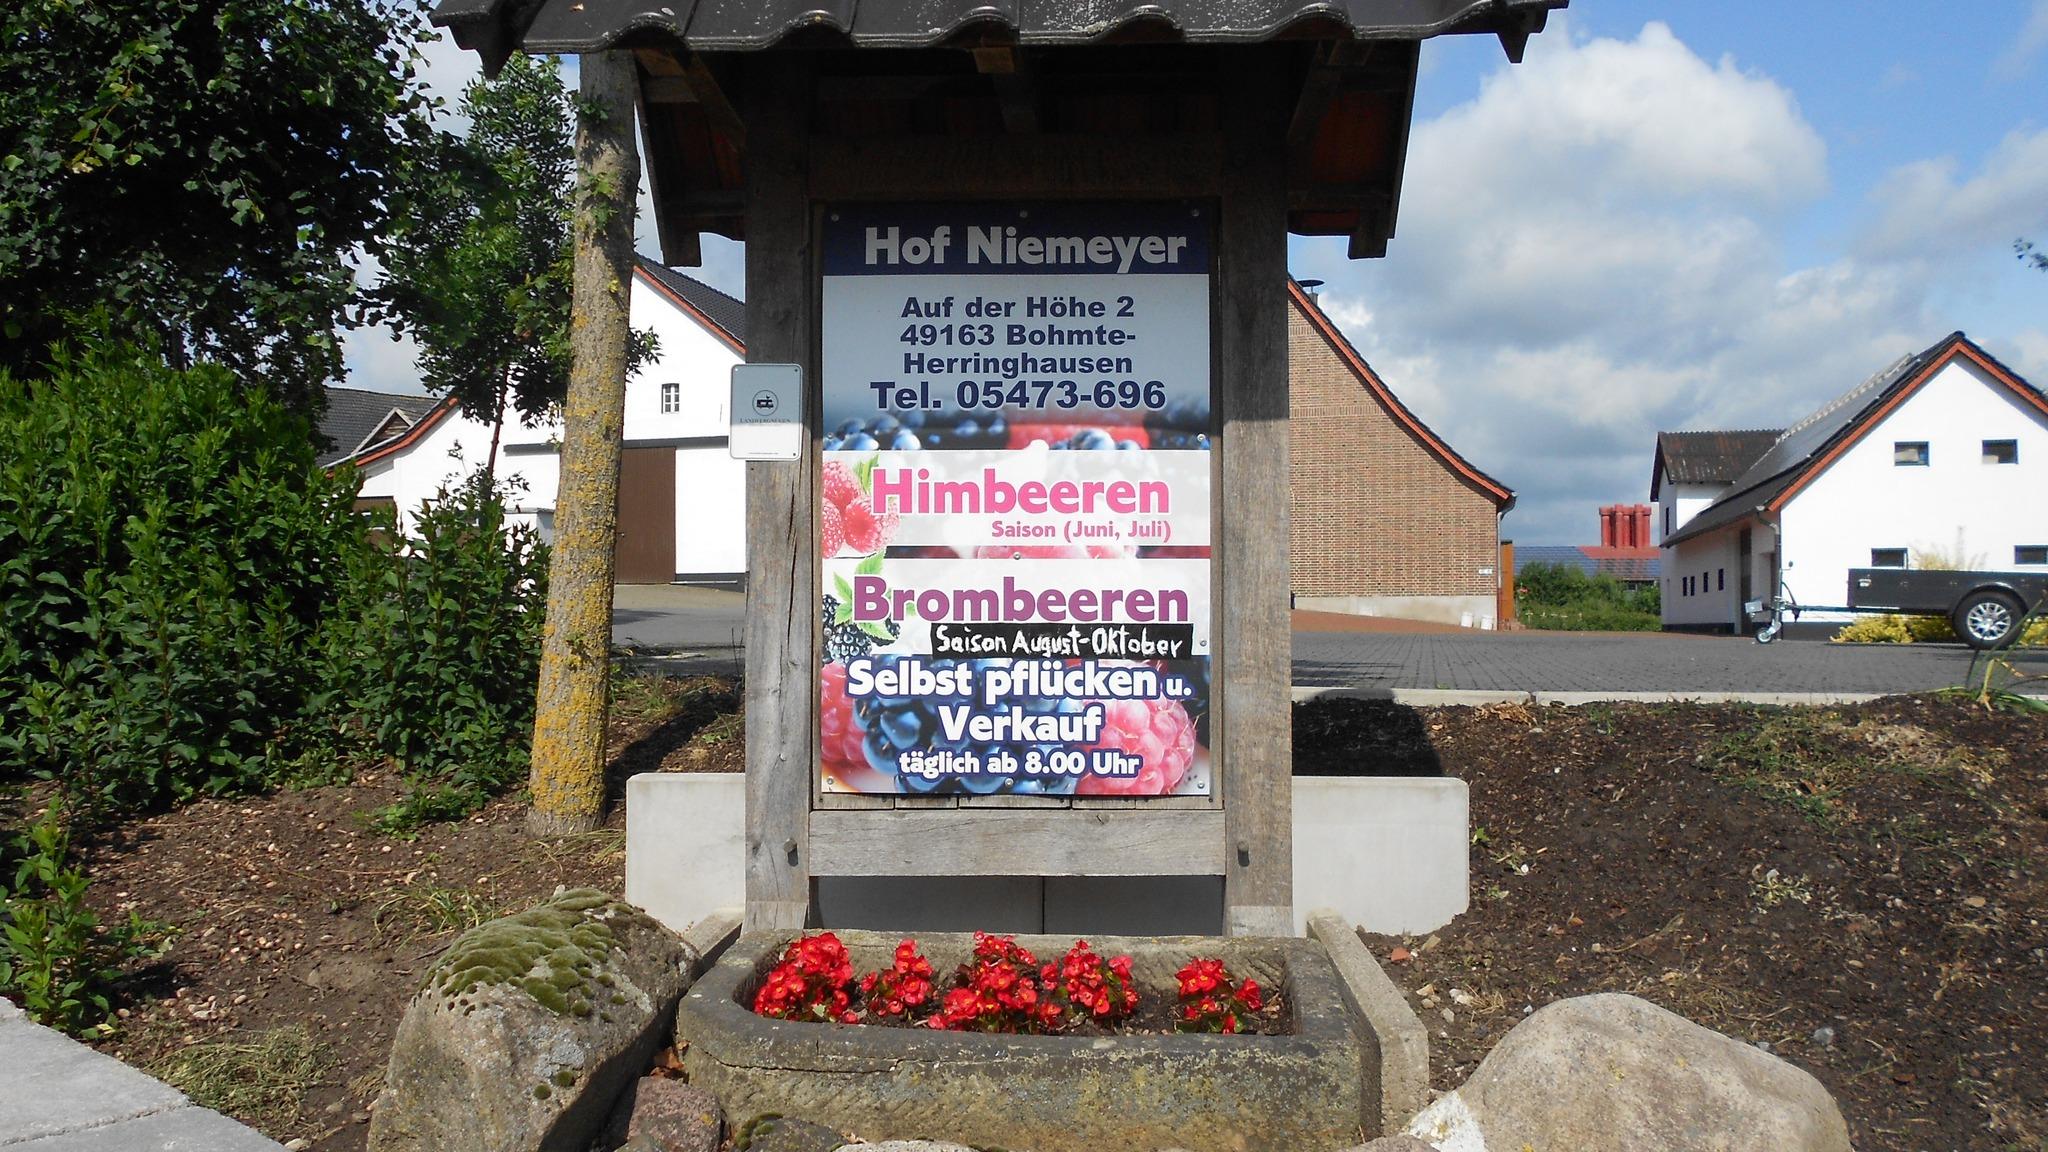 Hof Niemeyer
Auf der Höhe 2
49163 Bohmte-
Herringhausen
Tel. 05473-696
LANDVERGNÜGEN
Himbeeren
Saison (Juni, Juli)
Brombeeren
Saison August-Oktober
Selbst pflücken u.
Verkauf
täglich ab 8.00 Uhr